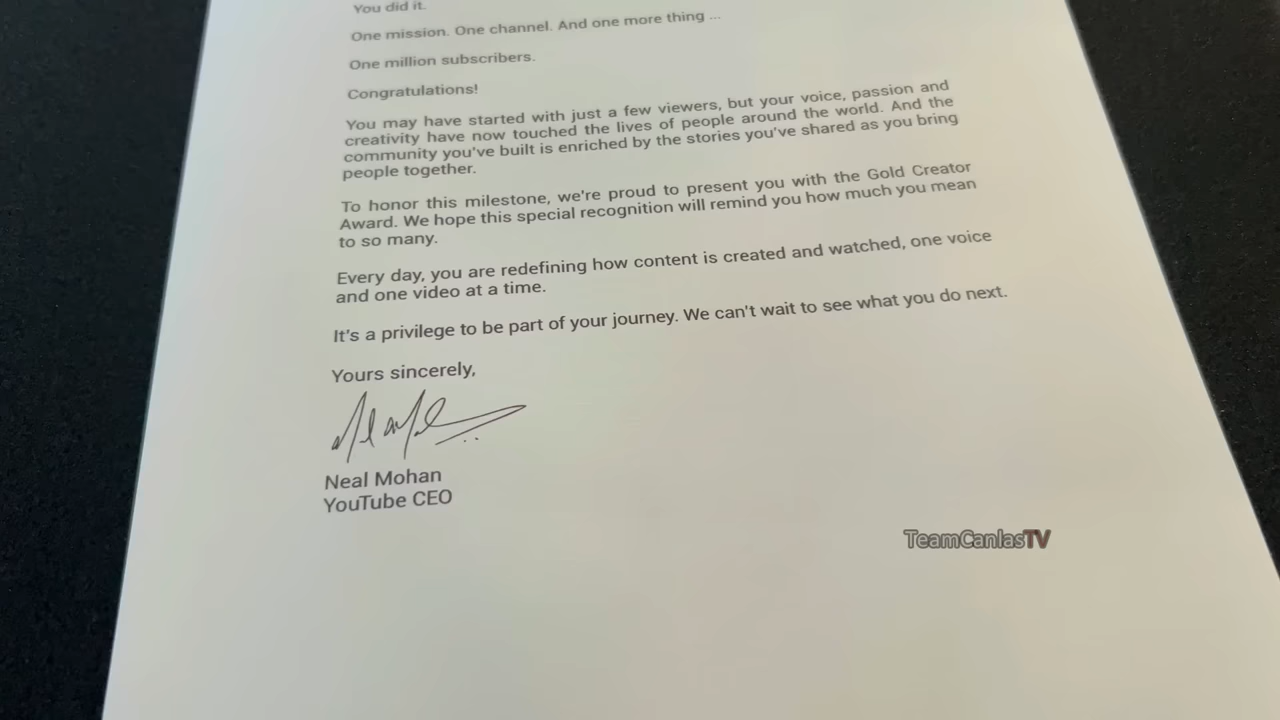 You did it.
One mission. One channel. And one more thing ...
One million subscribers.
Congratulations!
You may have started with just a few viewers, but your voice, passion and
creativity have now touched the lives of people around the world. And the
community you've built is enriched by the stories you've shared as you bring
people together.
To honor this milestone, we're proud to present you with the Gold Creator
Award. We hope this special recognition will remind you how much you mean
to so many.
Every day, you are redefining how content is created and watched, one voice
and one video at a time.
It's a privilege to be part of your journey. We can't wait to see what you do next.
Yours sincerely,
Neal Mohan
YouTube CEO
TeamCanlasTV